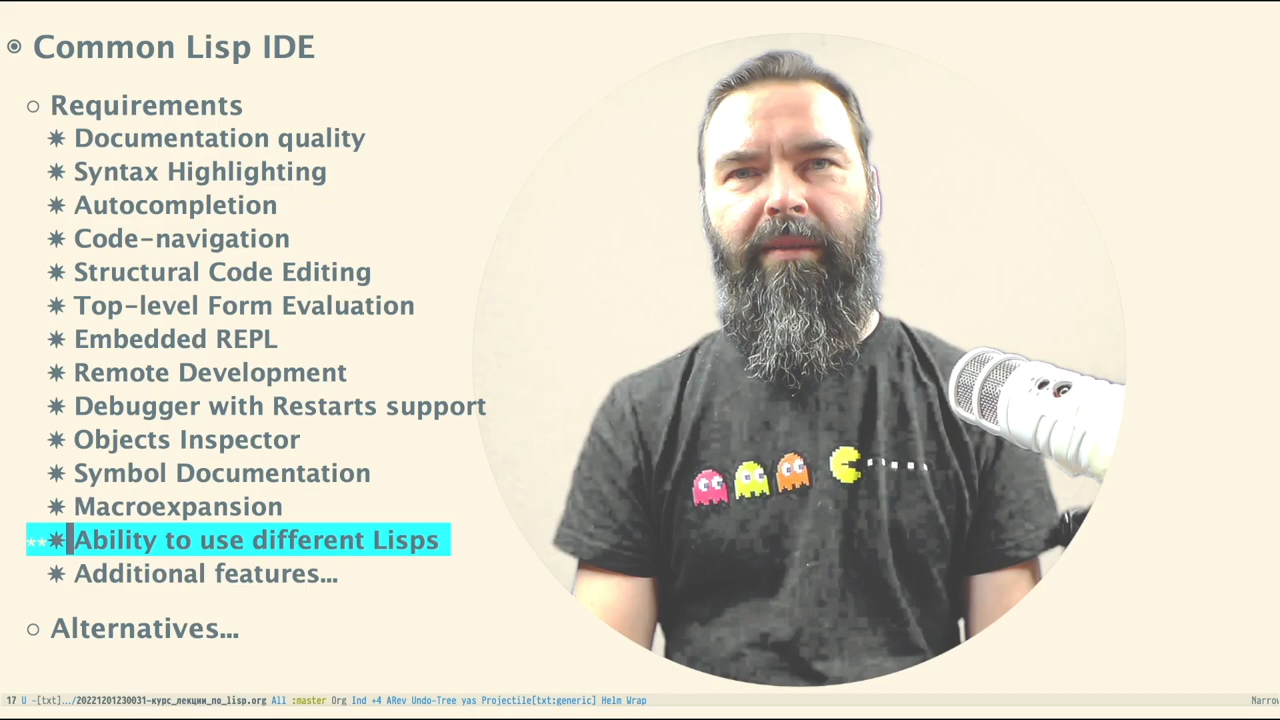 Common Lisp IDE
Requirements
Documentation quality
Syntax Highlighting
Autocompletion
Code-navigation
Structural Code Editing
Top-level Form Evaluation
Embedded REPL
Remote Development
Debugger with Restarts support
Objects Inspector
Symbol Documentation
Macroexpansion
**Ability to use different Lisps
Additional features...
Alternatives...
17 U -[txt]…/20221201230031-курс_лекции_по_lisp.org All :master Org Ind +4 ARev Undo-Tree yas Projectile[txt:generic] Helm Wrap Narro